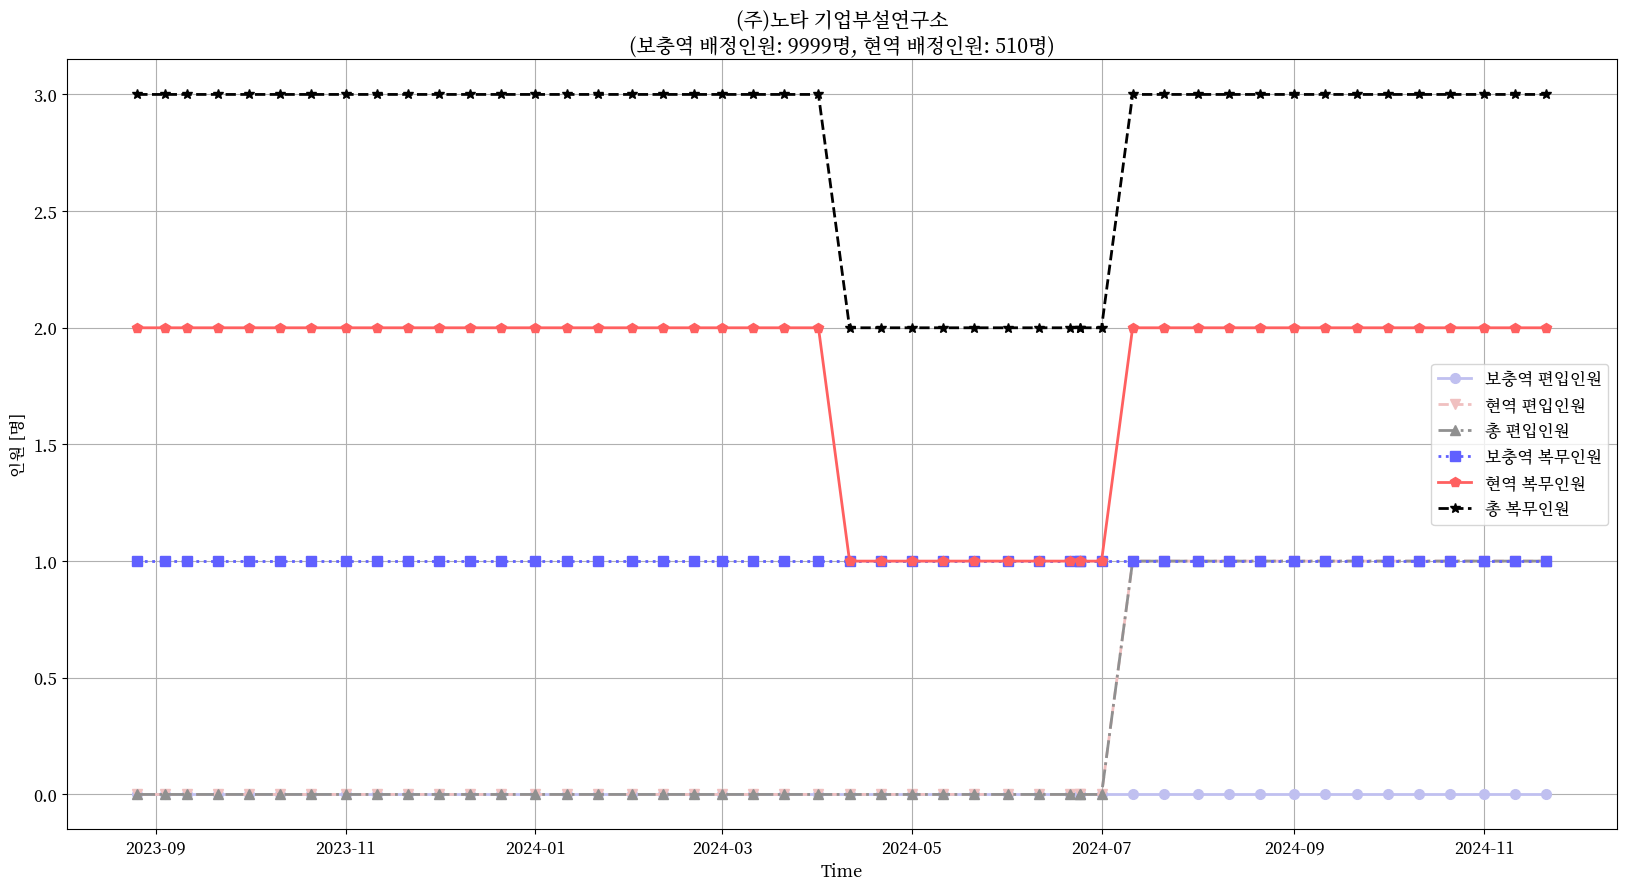 (주)노타 기업부설연구소
(보충역 배정인원: 9999명, 현역 배정인원: 510명)
3.0
2.5
2.0
1.5
1.0
0.5
0.0
인원 [명]
보충역 편입인원
현역 편입인원
총 편입인원
보충역 복무인원
현역 복무인원
총 복무인원
2023-09
2023-11
2024-01
2024-03
2024-05
2024-07
2024-09
2024-11
Time